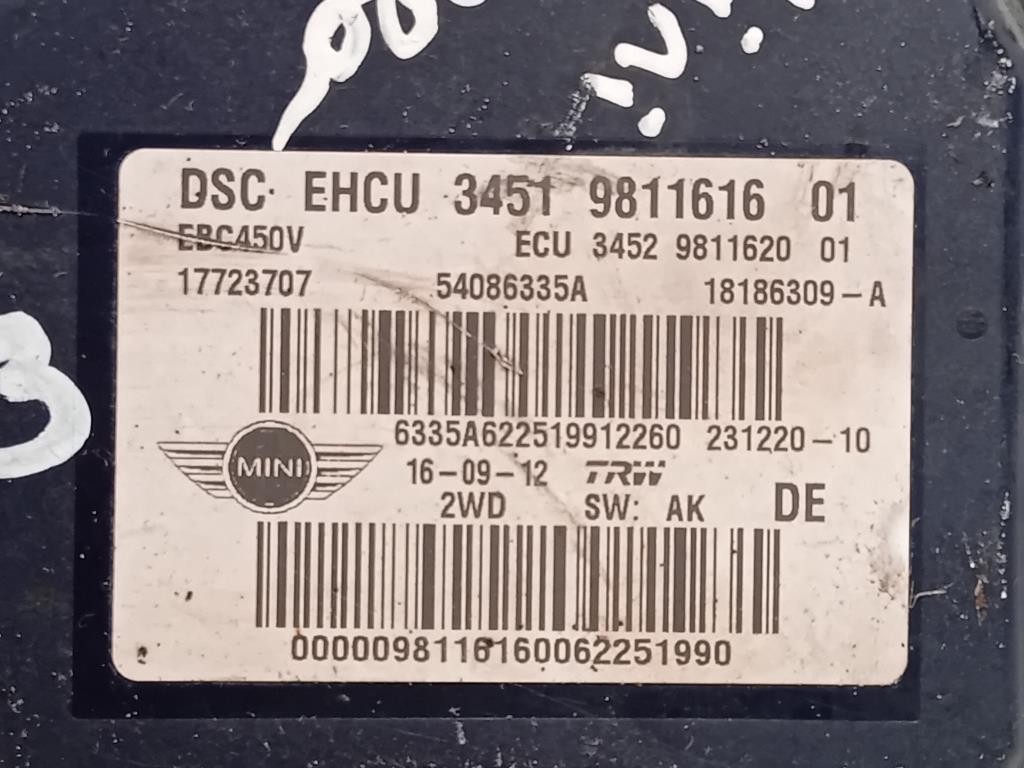 DSC EHCU 3451 9811616 01
EBC450V ECU 3452 9811620 01
17723707 54086335A 18186309-A
6335A622519912260 231220-10
MINI 16-09-12 TRW
2WD SW: AK DE
0000098116160062251990